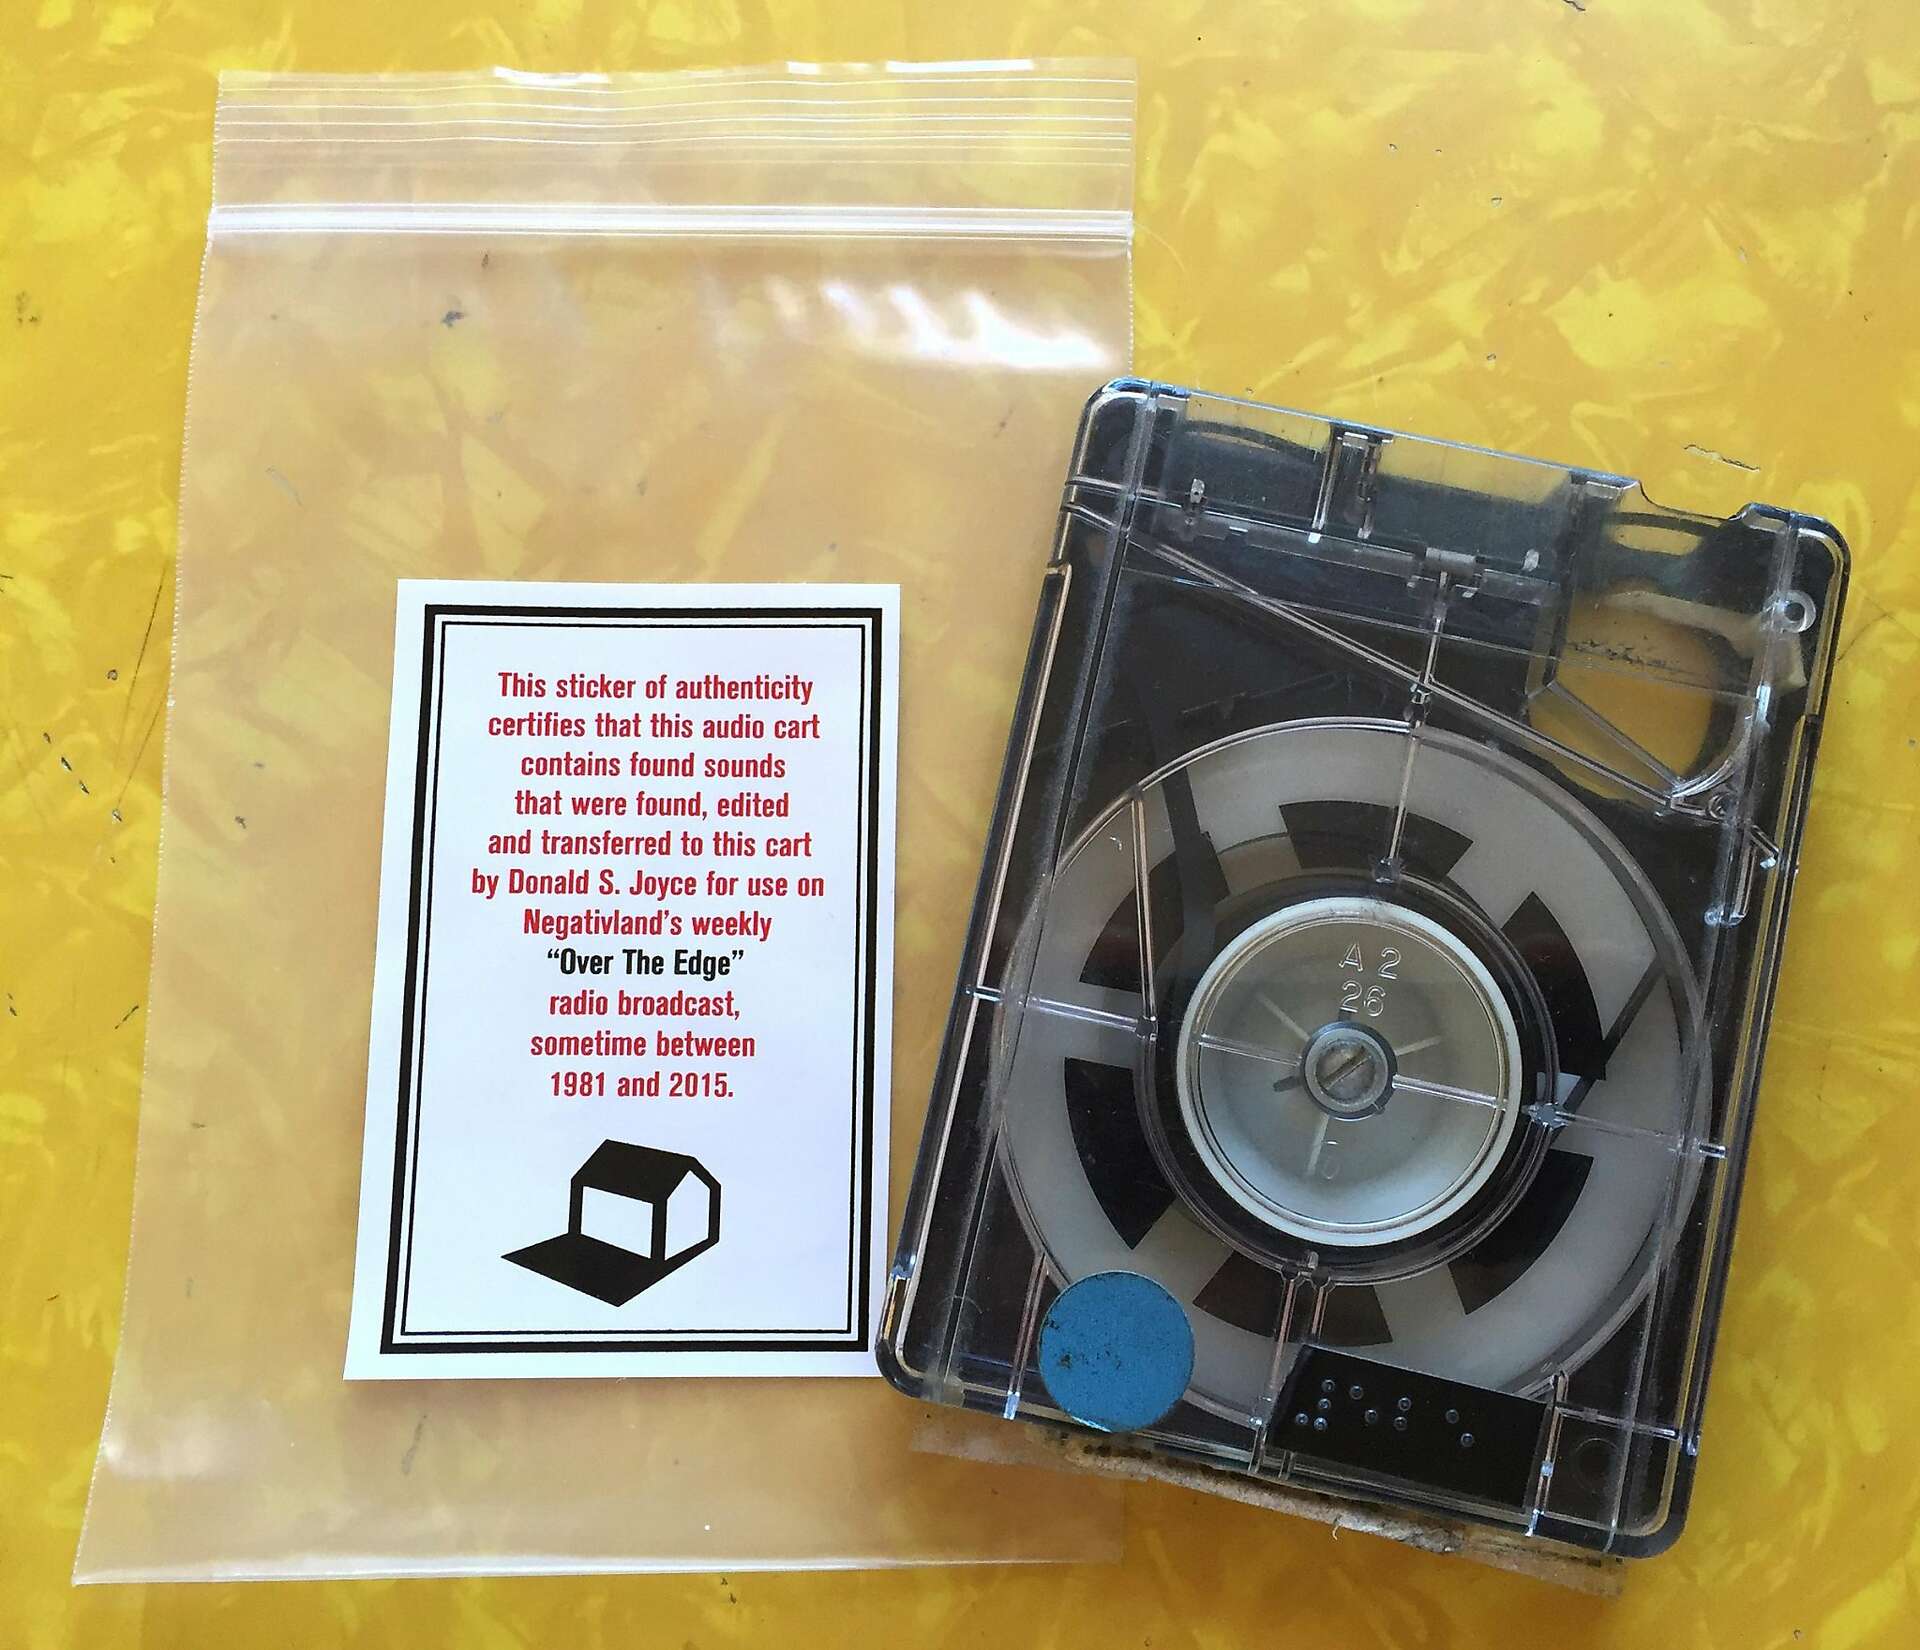 This sticker of authenticity
certifies that this audio cart
contains found sounds
that were found, edited
and transferred to this cart
by Donald S. Joyce for use on
Negativland's weekly
“Over The Edge”
radio broadcast,
sometime between
1981 and 2015.
A 2
26